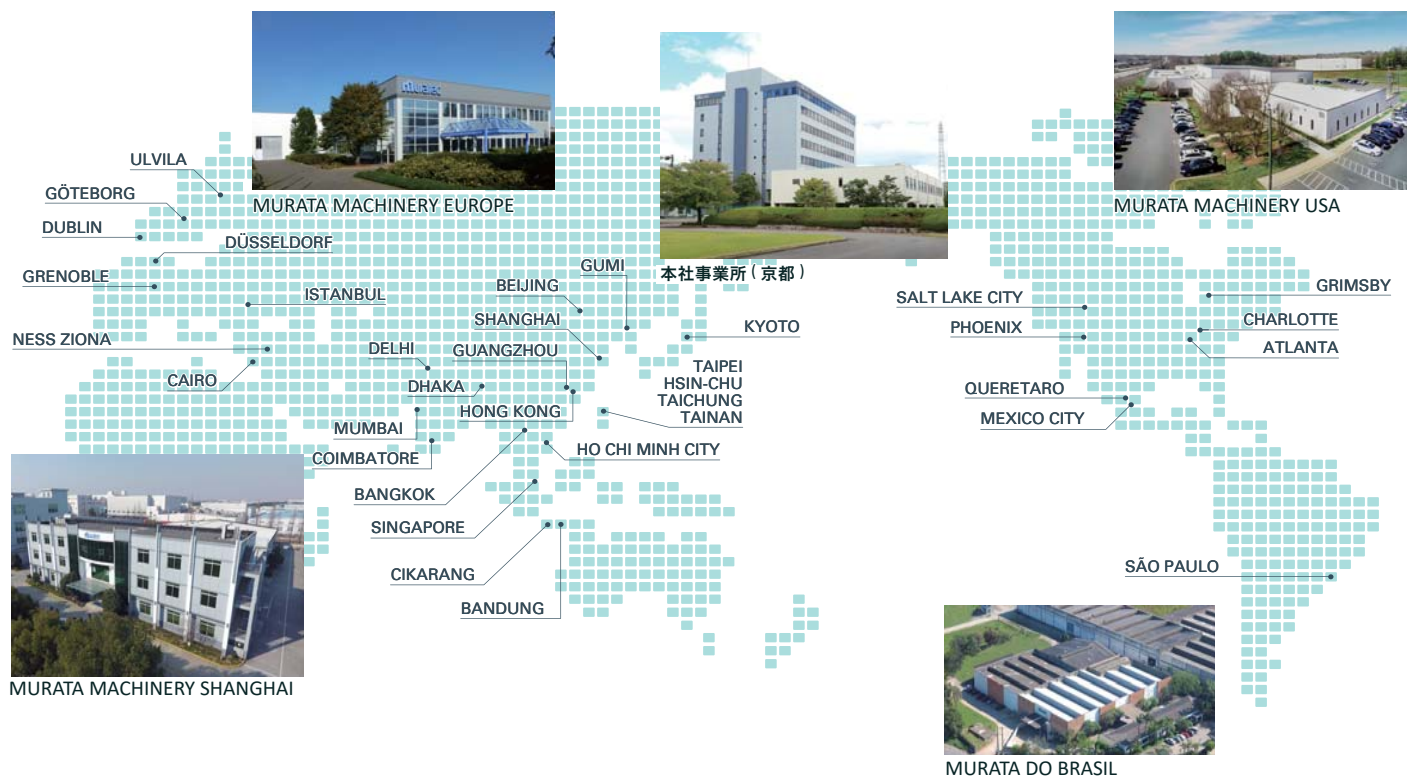 muratec
MURATA MACHINERY EUROPE
本社事業所 ( 京都 )
MURATA MACHINERY USA
ULVILA
GÖTEBORG
DUBLIN
DÜSSELDORF
GRENOBLE
ISTANBUL
NESS ZIONA
CAIRO
GUMI
BEIJING
SHANGHAI
KYOTO
DELHI
GUANGZHOU
DHAKA
HONG KONG
TAIPEI
HSIN-CHU
TAICHUNG
TAINAN
MUMBAI
COIMBATORE
HO CHI MINH CITY
BANGKOK
SINGAPORE
CIKARANG
BANDUNG
SALT LAKE CITY
PHOENIX
GRIMSBY
CHARLOTTE
ATLANTA
QUERETARO
MEXICO CITY
SÃO PAULO
MURATA MACHINERY SHANGHAI
MURATA DO BRASIL